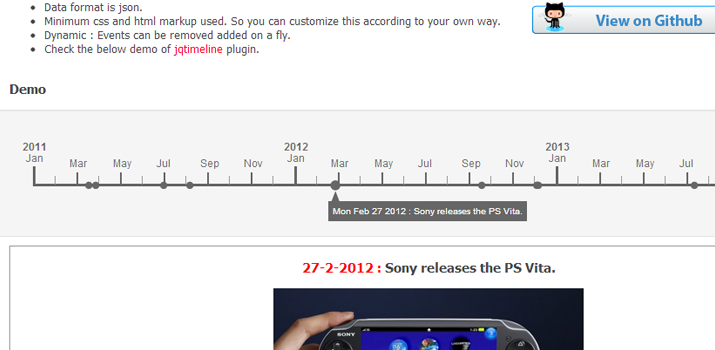 Data format is json.
Minimum css and html markup used. So you can customize this according to your own way.
Dynamic : Events can be removed added on a fly.
Check the below demo of jqtimeline plugin.
View on Github
Demo
2011 2012 2013
Jan Mar May Jul Sep Nov Jan Mar May Jul Sep Nov Jan Mar May Jul
Mon Feb 27 2012 : Sony releases the PS Vita.
27-2-2012 : Sony releases the PS Vita.
SONY